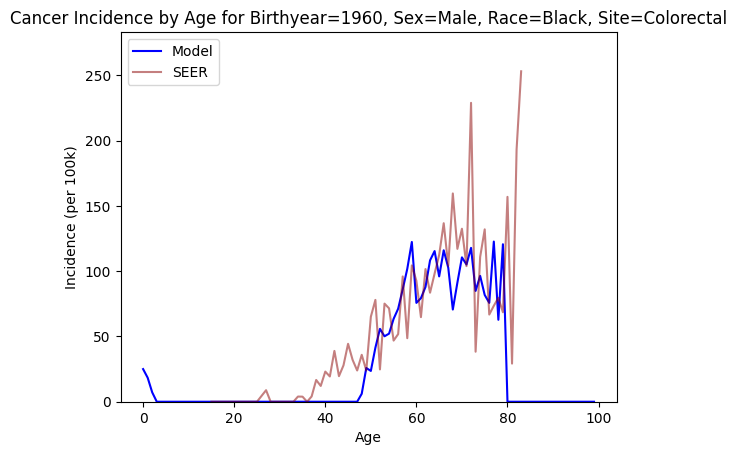 Cancer Incidence by Age for Birthyear=1960, Sex=Male, Race=Black, Site=Colorectal
Model
SEER
250
200
150
100
50
0
Incidence (per 100k)
0 20 40 60 80 100
Age